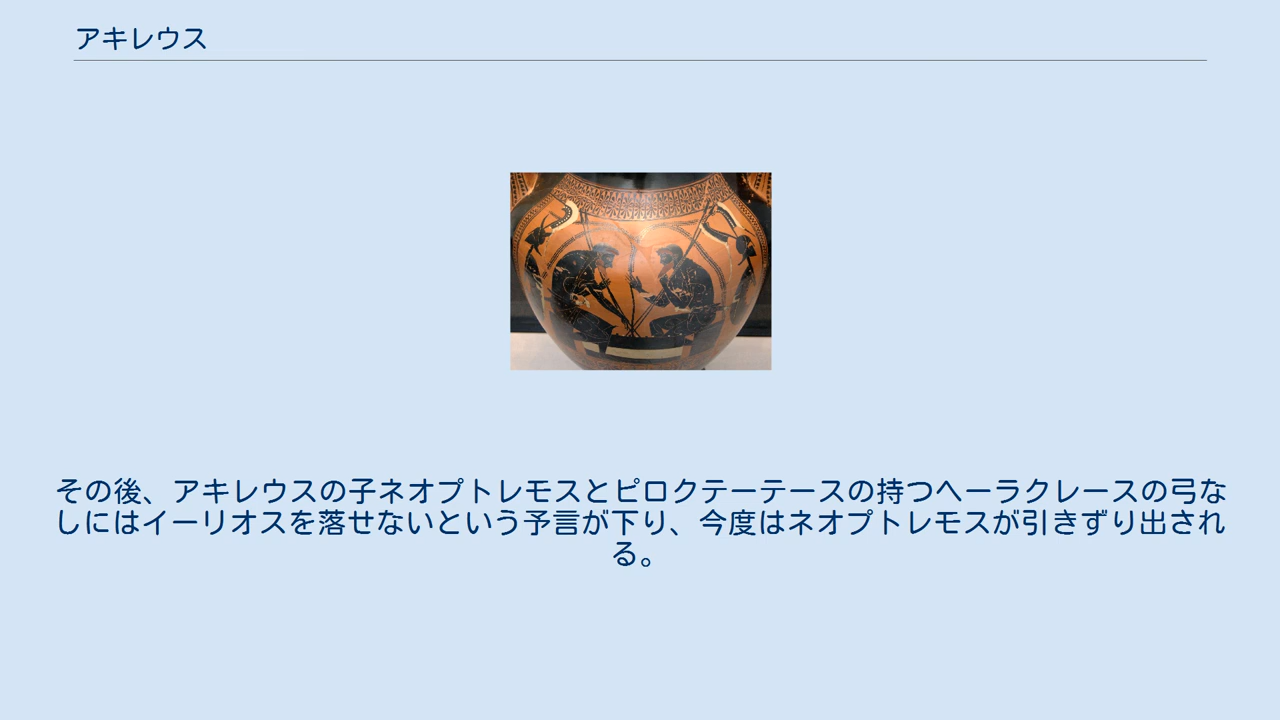 アキレウス
その後、アキレウスの子ネオプトレモスとピロクテーテースの持つヘーラクレースの弓な
しにはイーリオスを落せないという予言が下り、今度はネオプトレモスが引きずり出され
る。